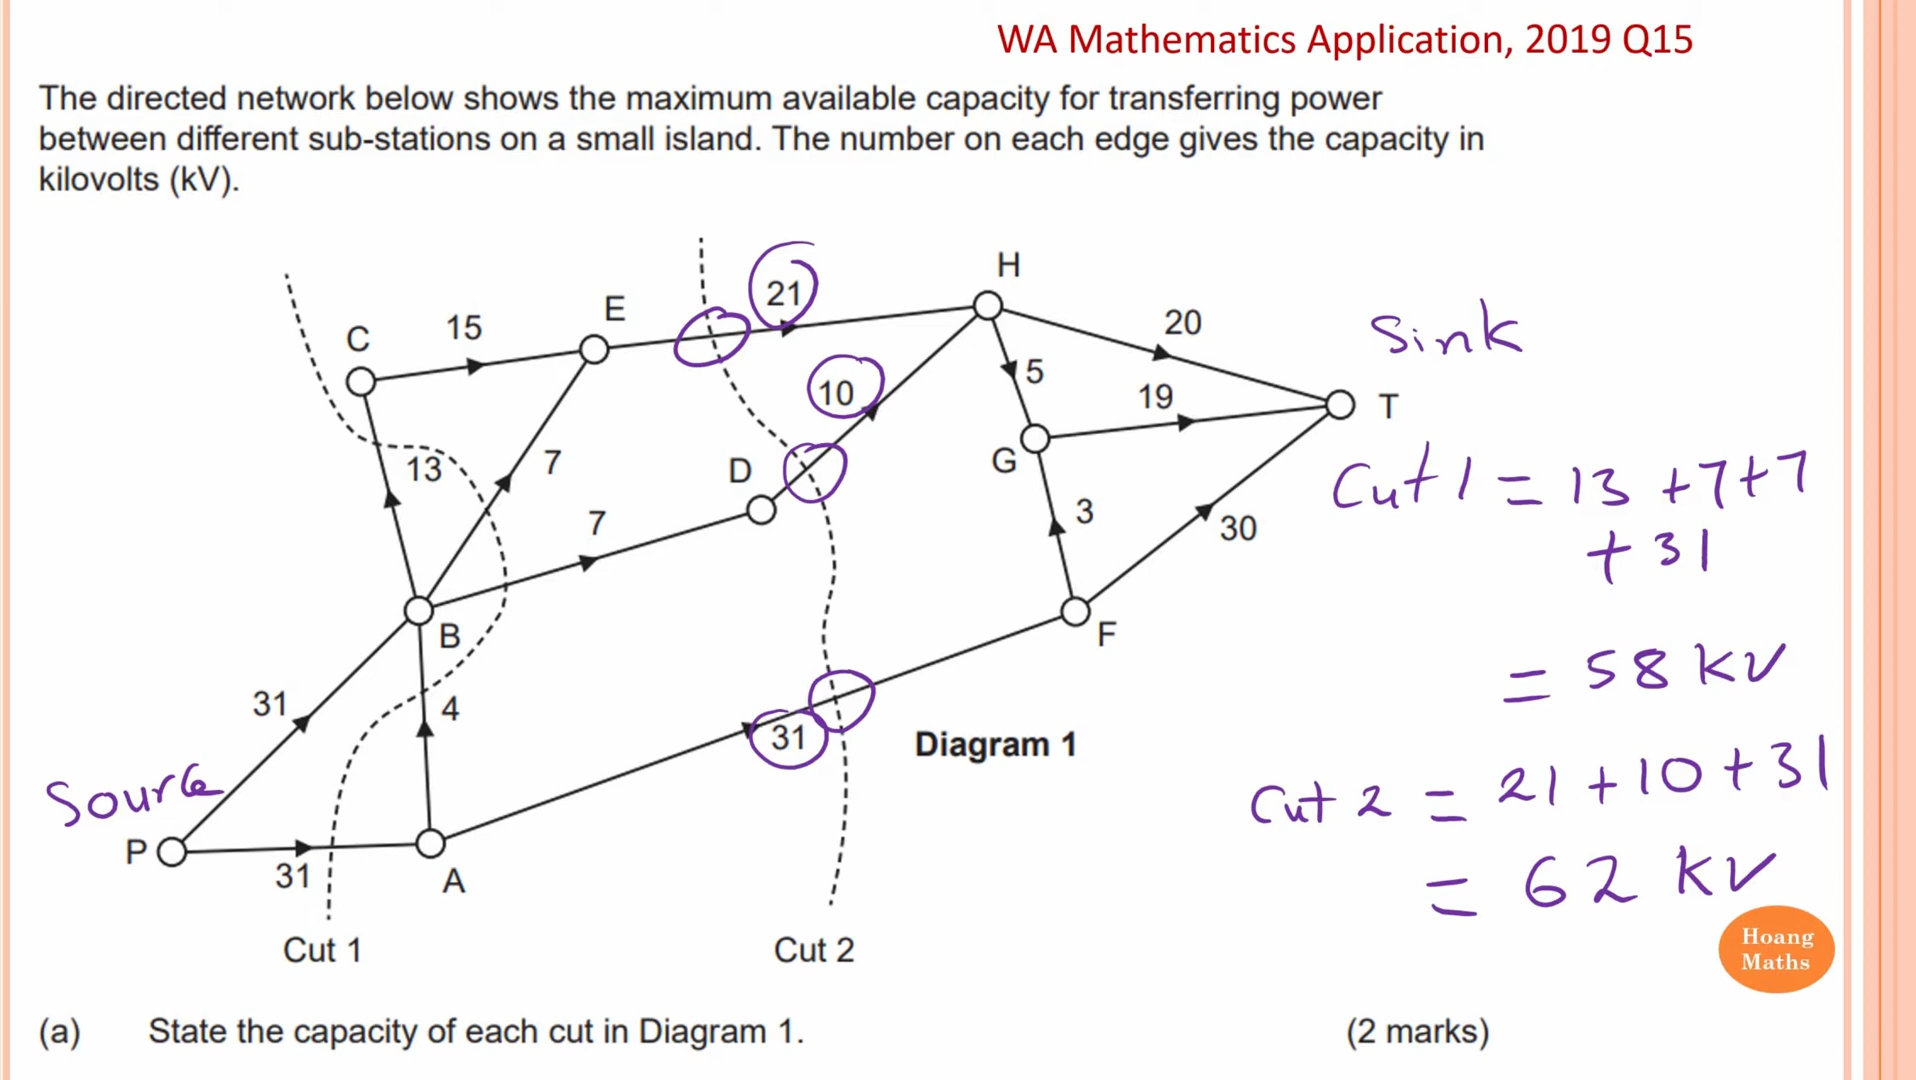 WA Mathematics Application, 2019 Q15
The directed network below shows the maximum available capacity for transferring power
between different sub-stations on a small island. The number on each edge gives the capacity in
kilovolts (kV).
H
21
E
20
Sink
C
15
5
10
19
T
13
7
D
G
Cut 1 = 13 + 7 + 7
+ 31
7
3
30
B
F
= 58 kV
31
4
31
Diagram 1
Source
Cut 2 = 21 + 10 + 31
P
31
A
= 62 kV
Cut 1
Cut 2
Hoang
Maths
(a) State the capacity of each cut in Diagram 1. (2 marks)